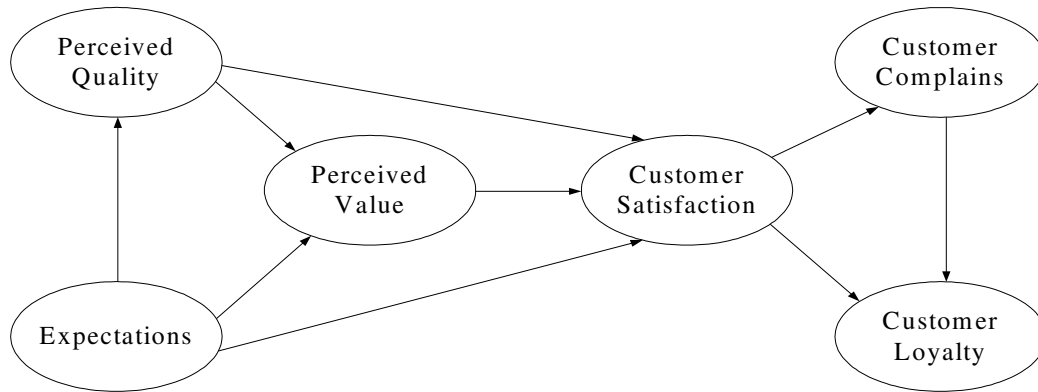 Perceived
Quality
Customer
Complains
Perceived
Value
Customer
Satisfaction
Expectations
Customer
Loyalty